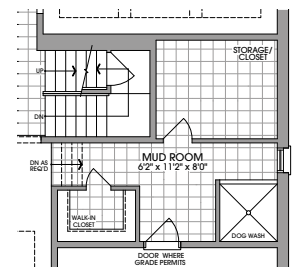 STORAGE/
CLOSET
UP
DN
DN AS
REQ'D
MUD ROOM
6'2" x 11'2" x 8'0"
WALK-IN
CLOSET
DOG WASH
DOOR WHERE
GRADE PERMITS